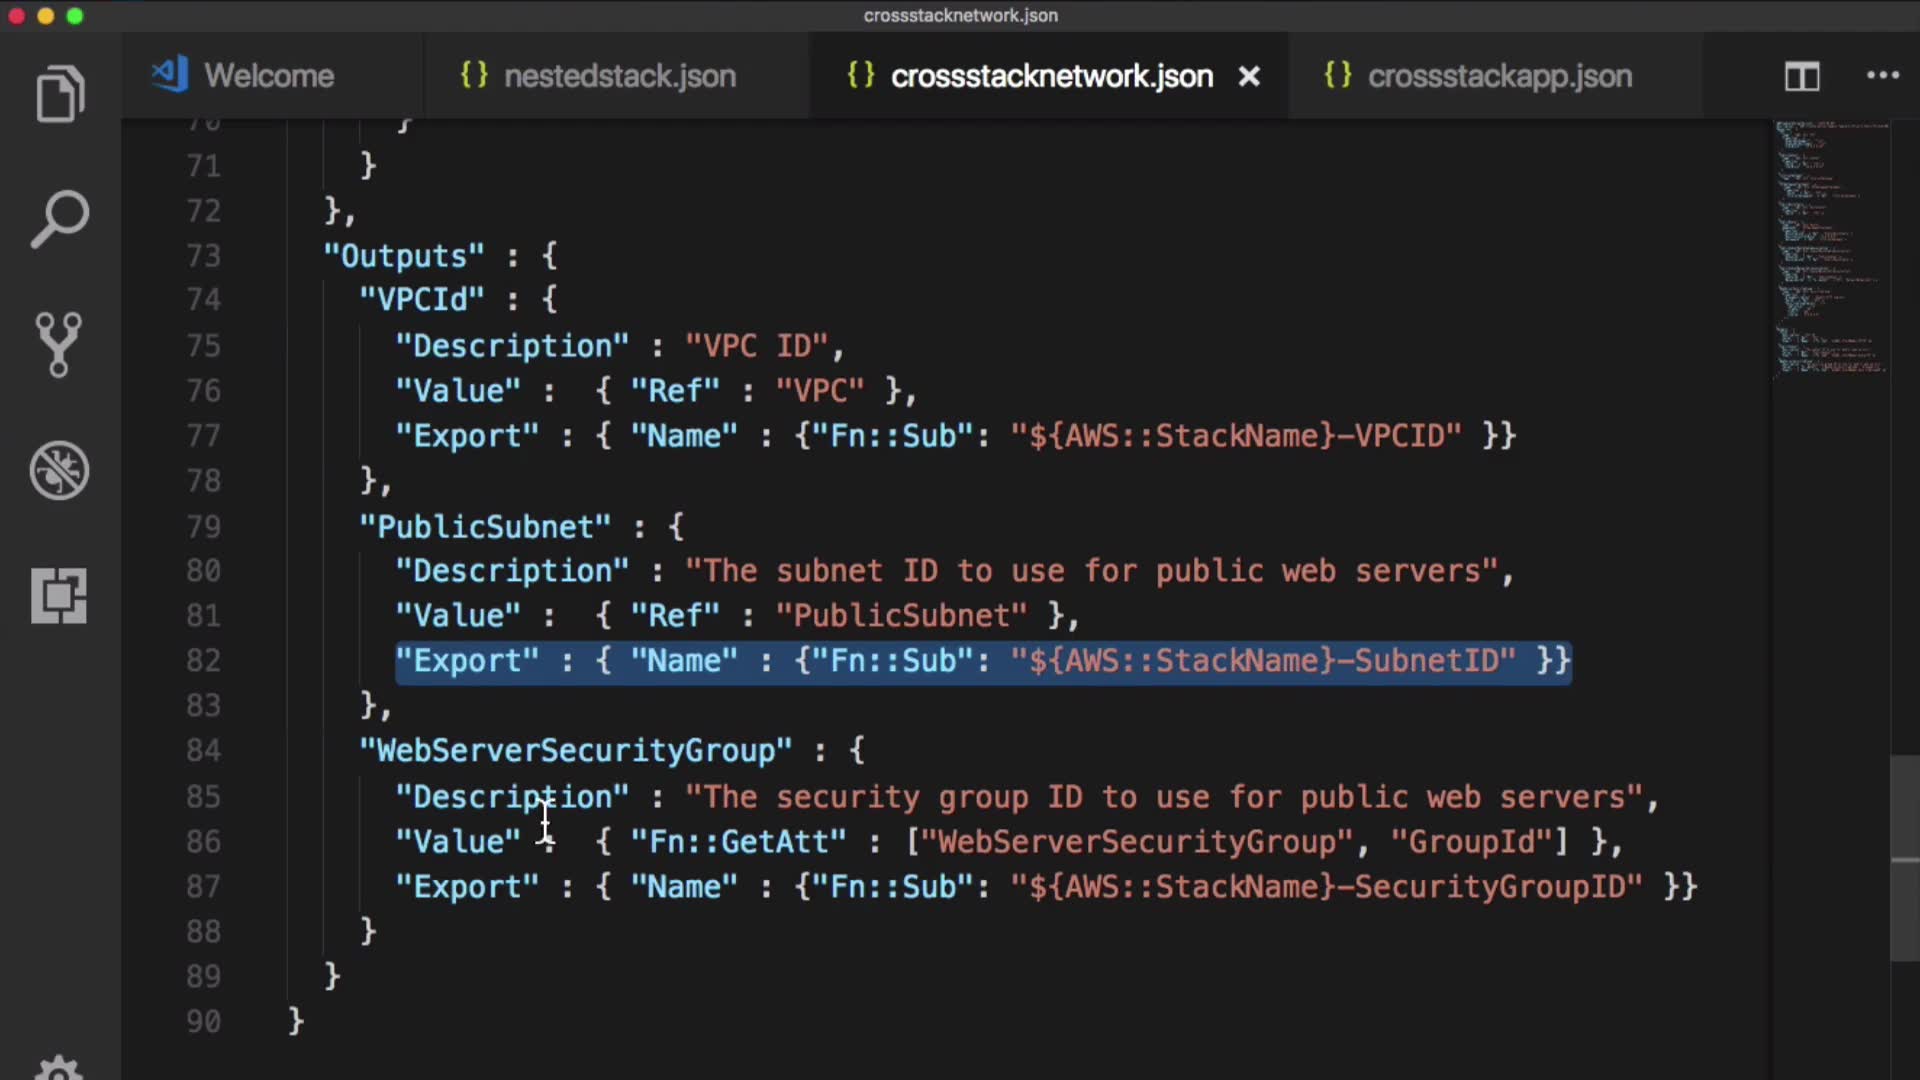 crossstacknetwork.json
Welcome
{} nestedstack.json
{} crossstacknetwork.json ×
{} crossstackapp.json
70 }
71 }
72 },
73 "Outputs" : {
74 "VPCId" : {
75 "Description" : "VPC ID",
76 "Value" :  { "Ref" : "VPC" },
77 "Export" : { "Name" : {"Fn::Sub": "${AWS::StackName}-VPCID" }}
78 },
79 "PublicSubnet" : {
80 "Description" : "The subnet ID to use for public web servers",
81 "Value" :  { "Ref" : "PublicSubnet" },
82 "Export" : { "Name" : {"Fn::Sub": "${AWS::StackName}-SubnetID" }}
83 },
84 "WebServerSecurityGroup" : {
85 "Description" : "The security group ID to use for public web servers",
86 "Value" :  { "Fn::GetAtt" : ["WebServerSecurityGroup", "GroupId"] },
87 "Export" : { "Name" : {"Fn::Sub": "${AWS::StackName}-SecurityGroupID" }}
88 }
89 }
90 }